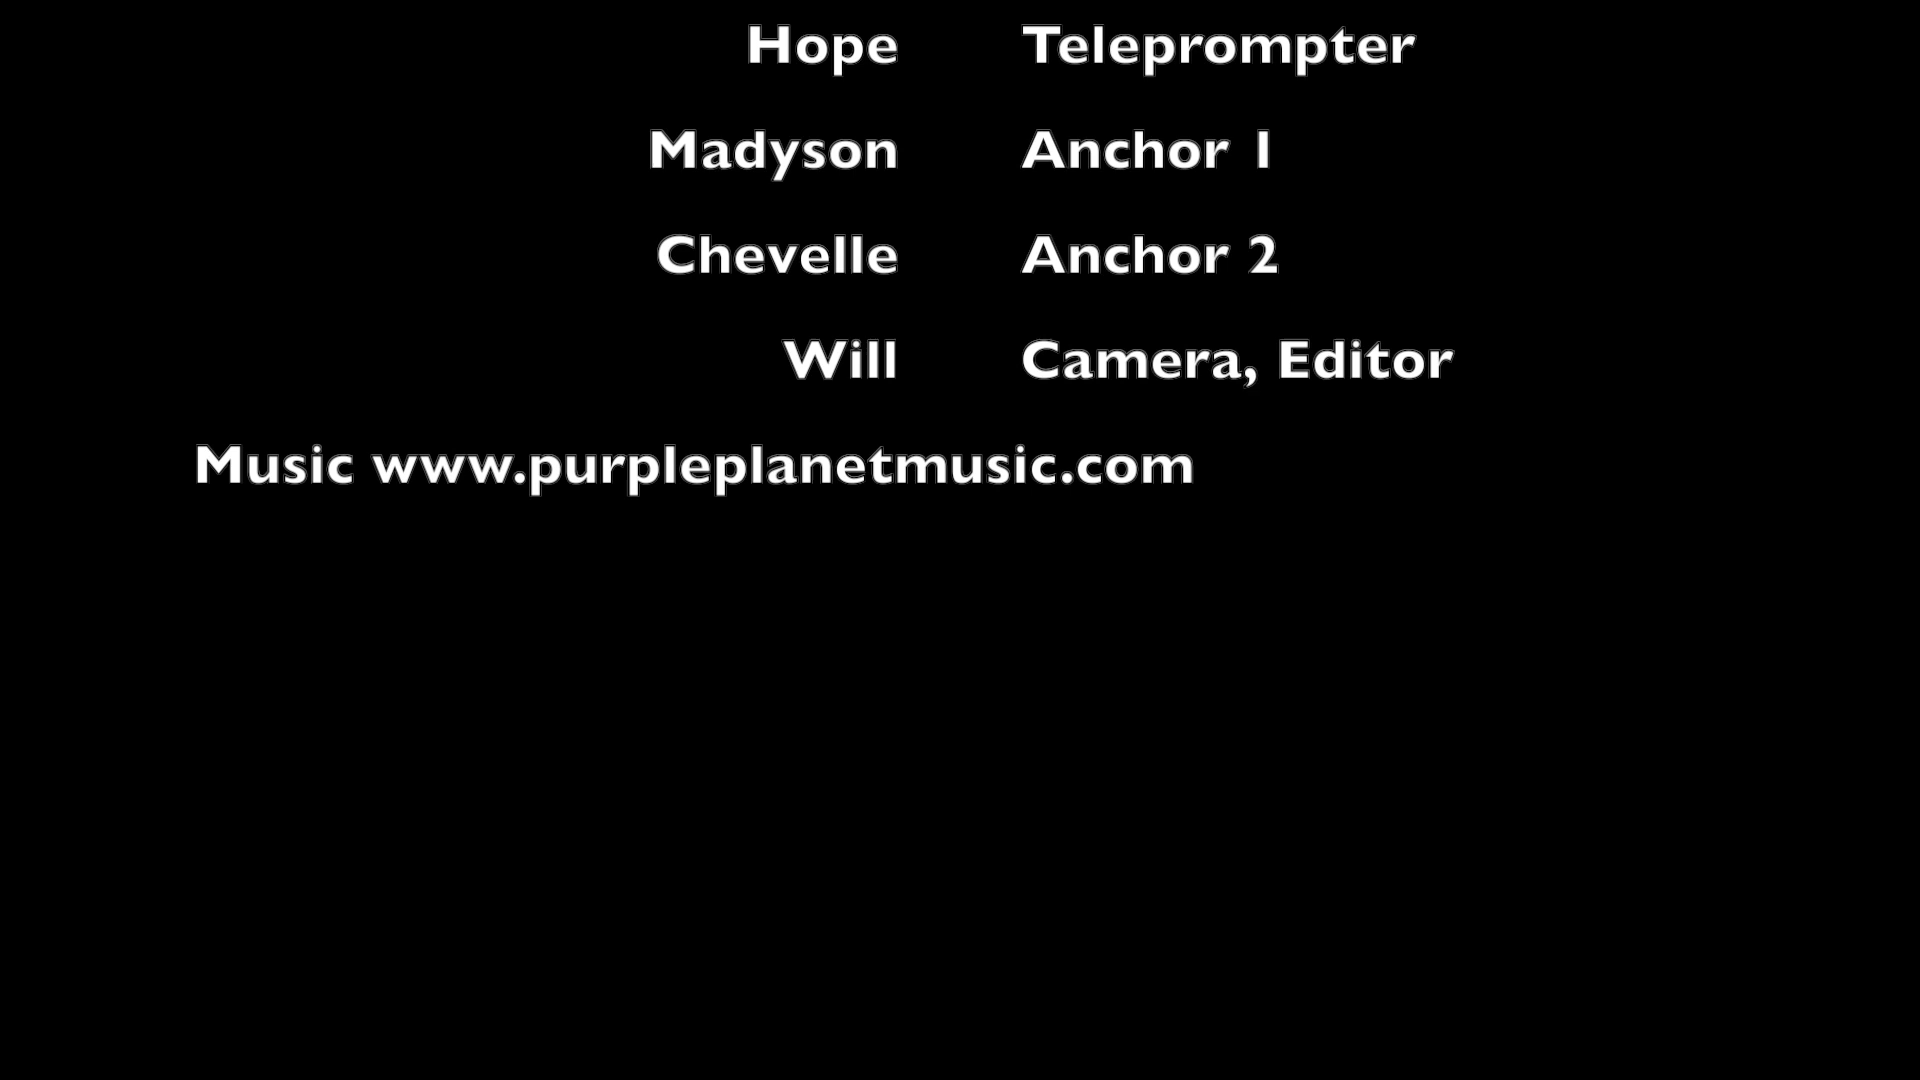 Hope Teleprompter
Madyson Anchor 1
Chevelle Anchor 2
Will Camera, Editor
Music www.purpleplanetmusic.com